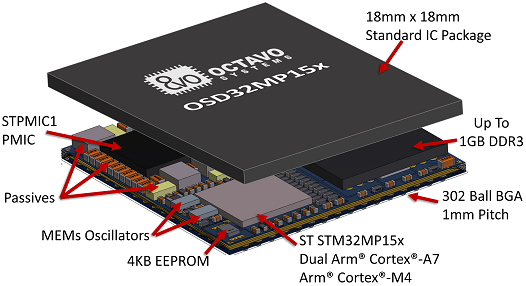 18mm x 18mm
Standard IC Package
OCTAVO
SYSTEMS
OSD32MP15x
STPMIC1
PMIC
Up To
1GB DDR3
Passives
302 Ball BGA
1mm Pitch
MEMs Oscillators
4KB EEPROM
ST STM32MP15x
Dual Arm® Cortex®-A7
Arm® Cortex®-M4